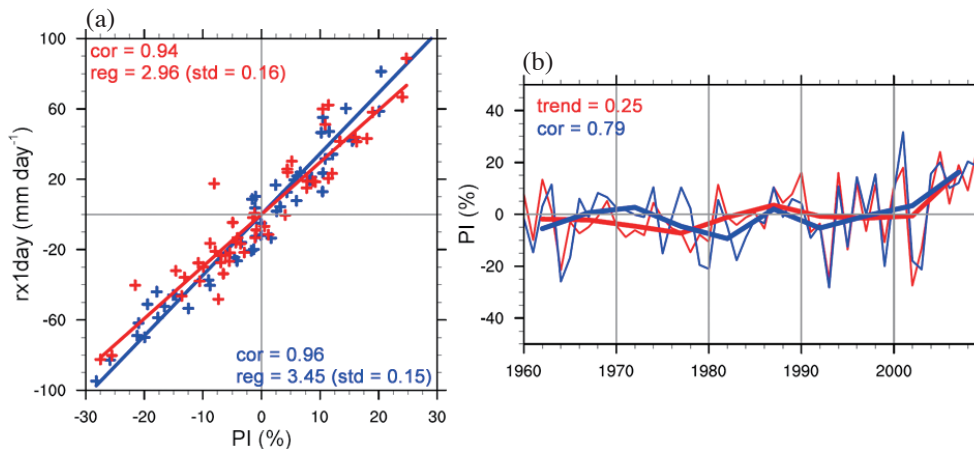 (a)
cor = 0.94
reg = 2.96 (std = 0.16)
100
60
20
-20
-60
-100
rx1day (mm day-1)
cor = 0.96
reg = 3.45 (std = 0.15)
-30 -20 -10 0 10 20 30
PI (%)
(b)
trend = 0.25
cor = 0.79
40
20
0
-20
-40
PI (%)
1960 1970 1980 1990 2000